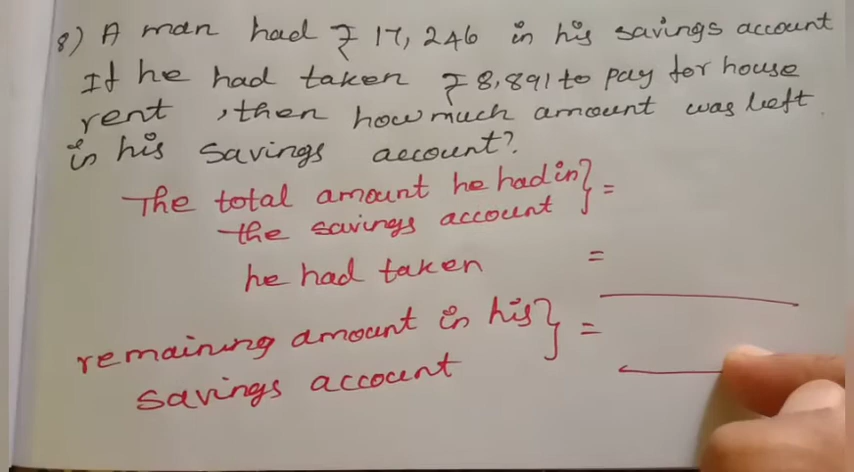 8) A man had ₹ 17,246 in his savings account
If he had taken ₹8,891 to pay for house
rent , then how much amount was left
in his savings account?
The total amount he had in } =
the savings account
he had taken =
remaining amount in his } =
savings account